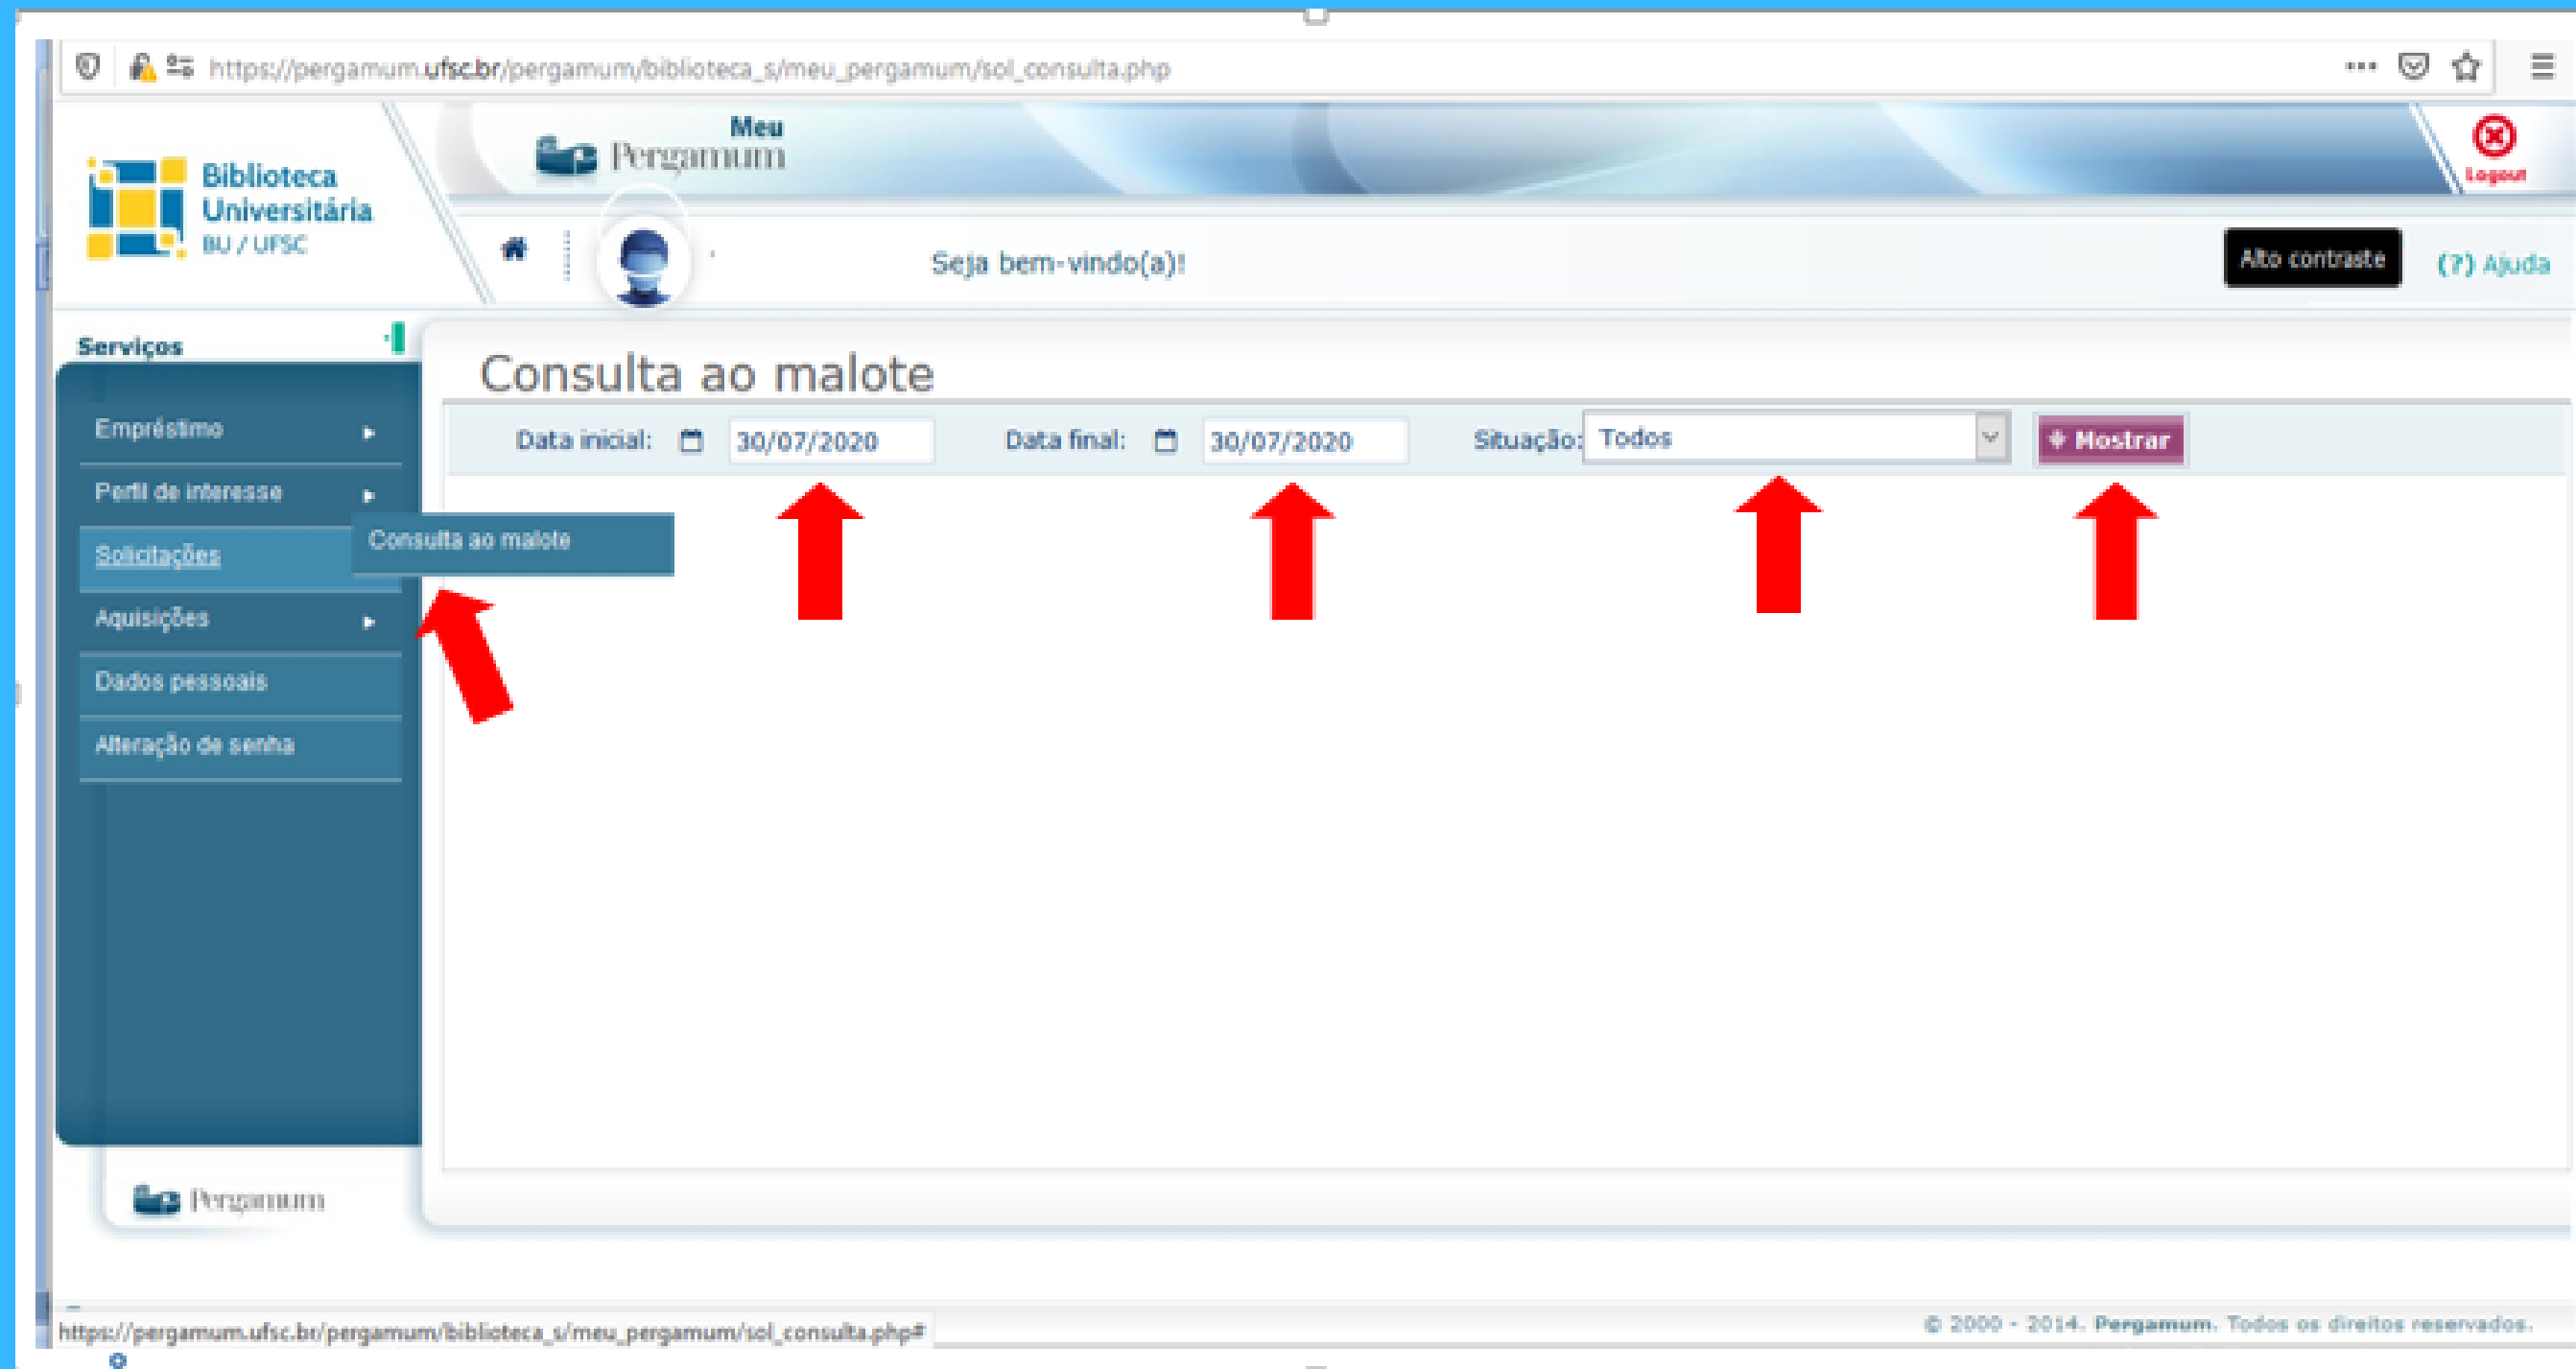 https://pergamum.ufsc.br/pergamum/biblioteca_s/meu_pergamum/sol_consulta.php
Biblioteca
Universitária
BU / UFSC
Meu
Pergamum
Logout
Seja bem-vindo(a)!
Alto contraste
(?) Ajuda
Serviços
Empréstimo
Perfil de interesse
Solicitações
Consulta ao malote
Aquisições
Dados pessoais
Alteração de senha
Consulta ao malote
Data inicial: 30/07/2020 Data final: 30/07/2020 Situação: Todos Mostrar
Pergamum
https://pergamum.ufsc.br/pergamum/biblioteca_s/meu_pergamum/sol_consulta.php#
© 2000 - 2014. Pergamum. Todos os direitos reservados.